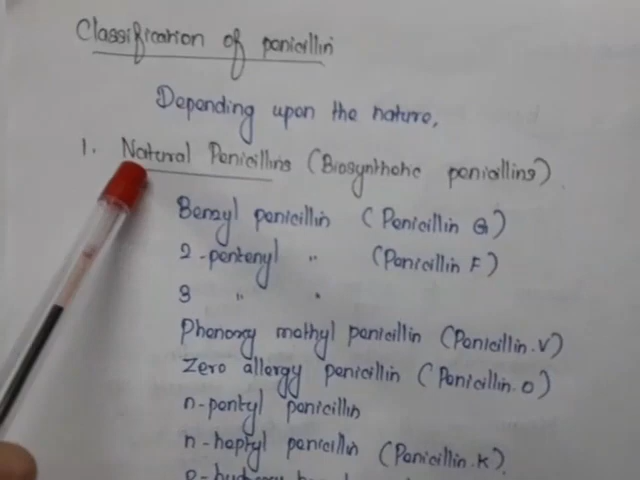 Classification of penicillin
Depending upon the nature,
1. Natural Penicillins (Biosynthetic penicillins)
Benzyl penicillin (Penicillin G)
2-pentenyl " (Penicillin F)
3 " "
Phenoxy methyl penicillin (Penicillin.V)
Zero allergy penicillin (Penicillin.O)
n-pentyl penicillin
n-heptyl penicillin (Penicillin.K)